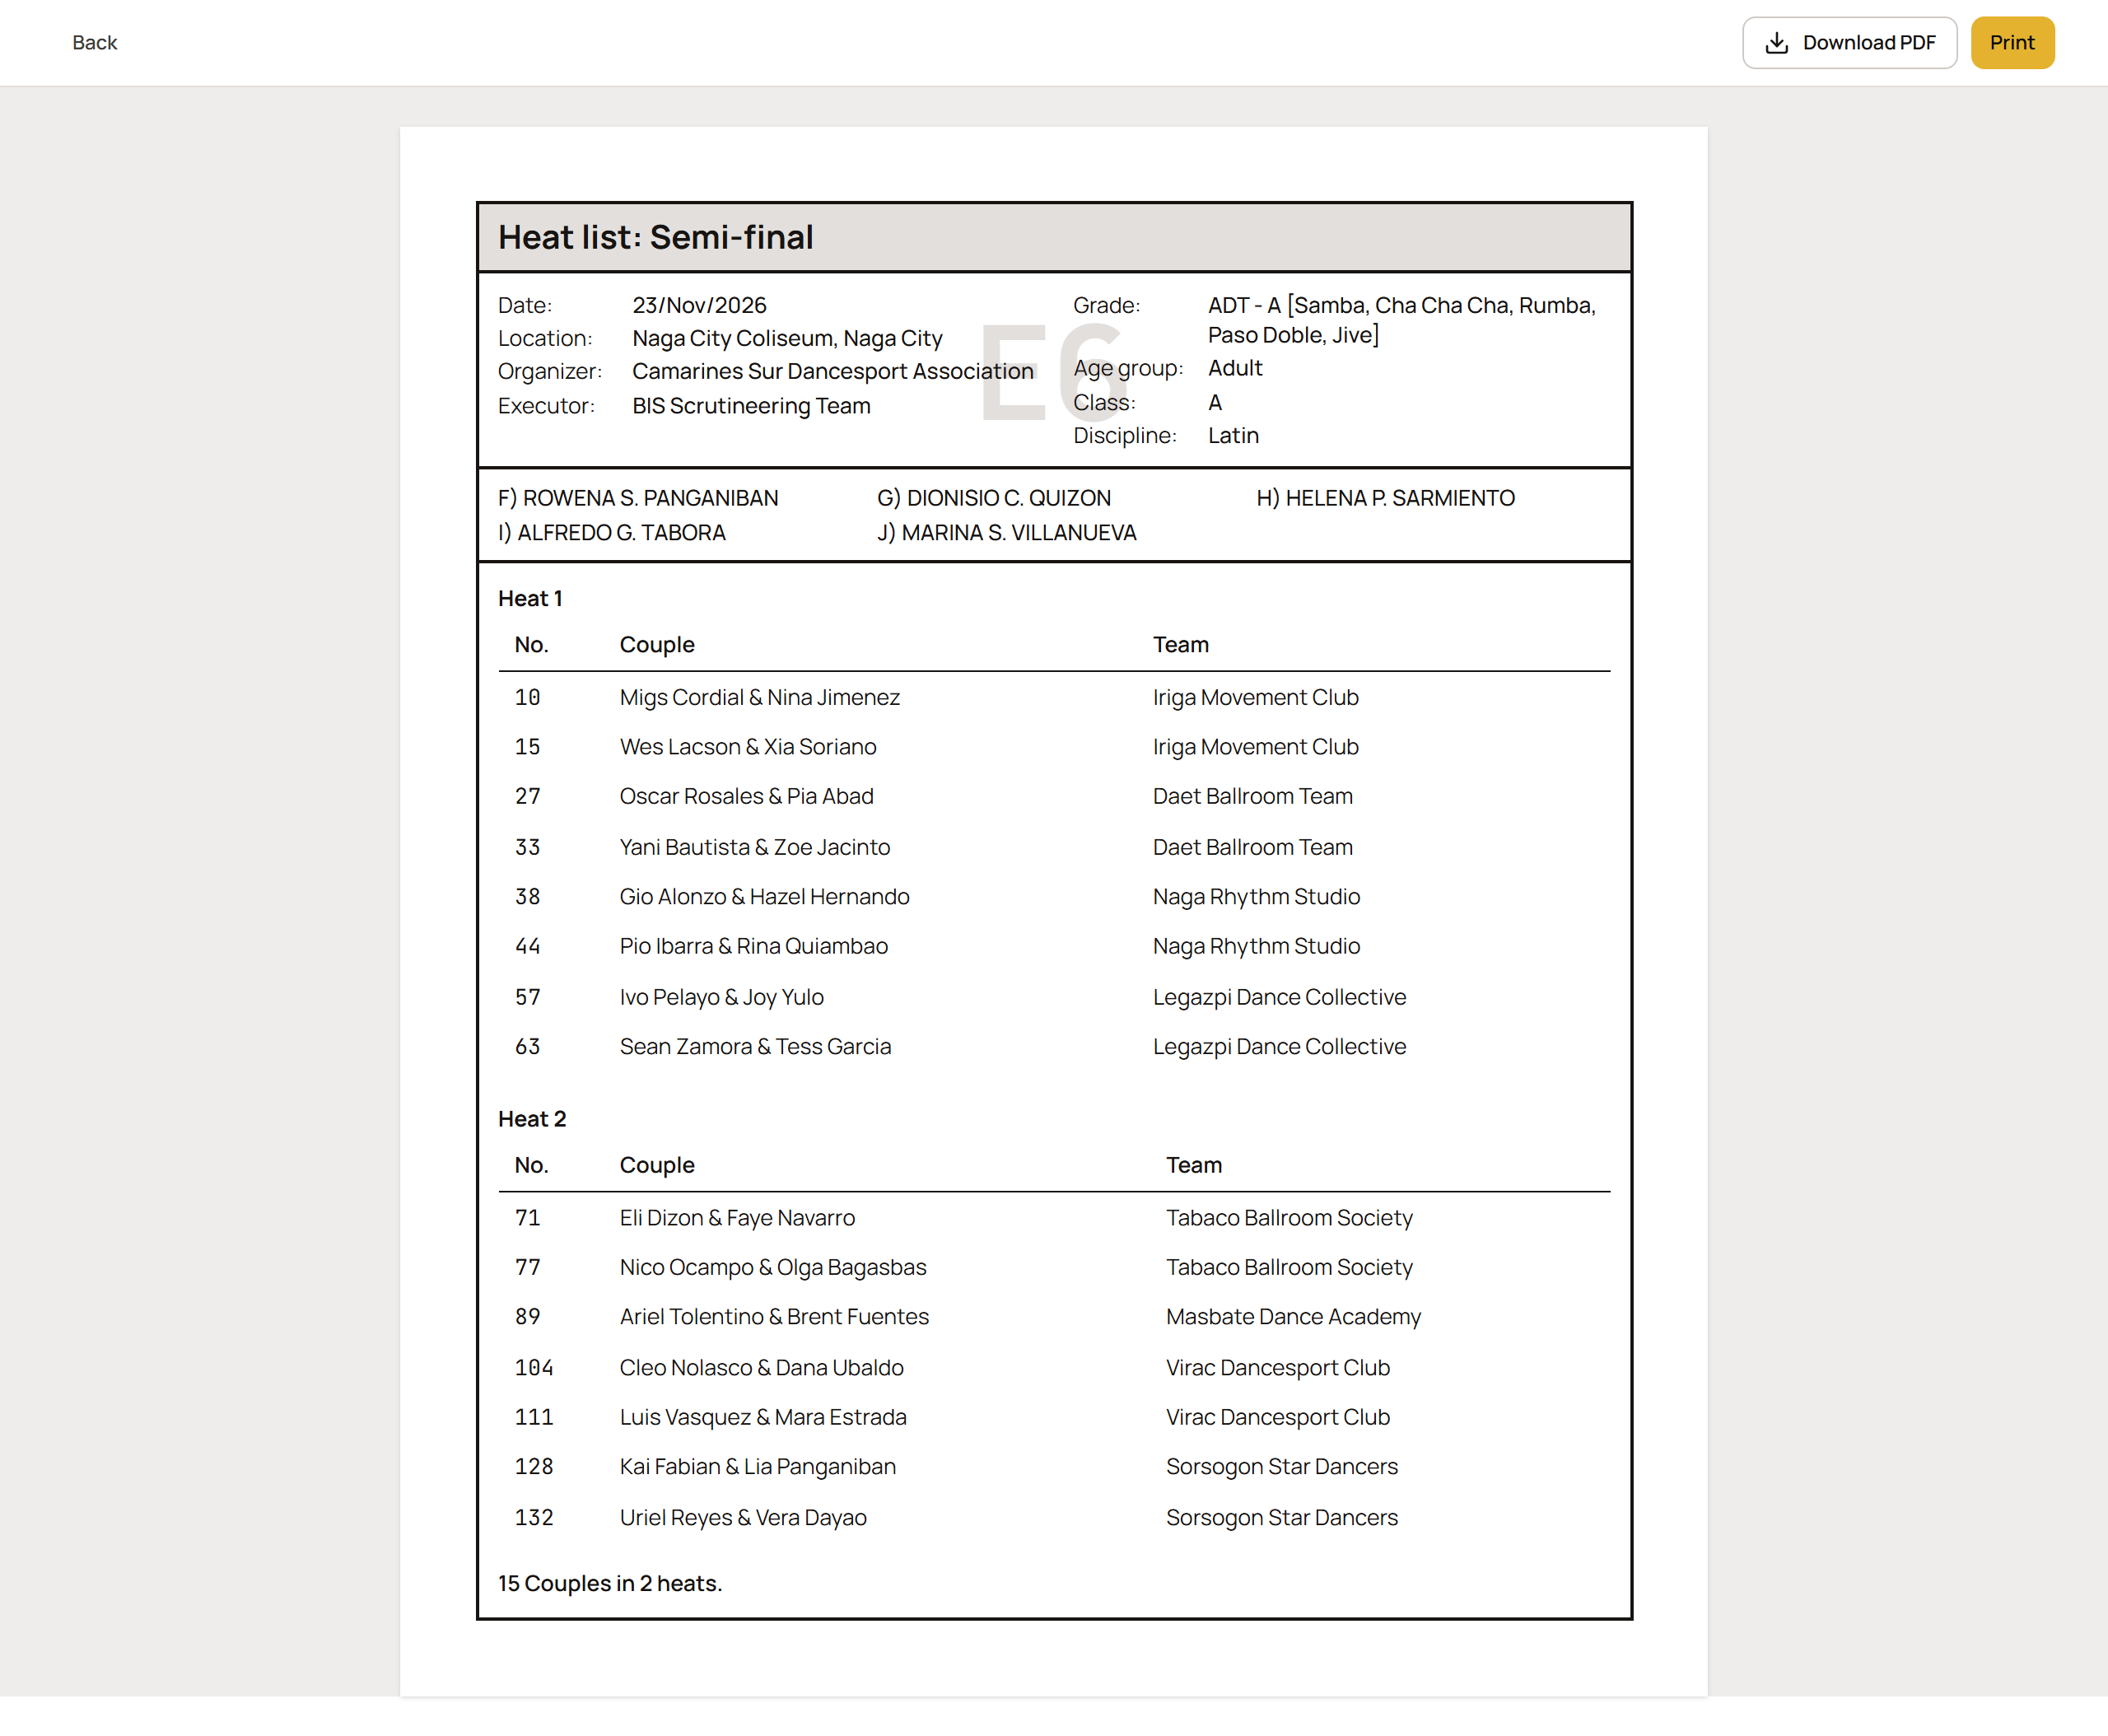 Back
Download PDF
Print
Heat list: Semi-final
E6
Date: 23/Nov/2026
Location: Naga City Coliseum, Naga City
Organizer: Camarines Sur Dancesport Association
Executor: BIS Scrutineering Team
Grade: ADT - A [Samba, Cha Cha Cha, Rumba,
Paso Doble, Jive]
Age group: Adult
Class: A
Discipline: Latin
F) ROWENA S. PANGANIBAN G) DIONISIO C. QUIZON H) HELENA P. SARMIENTO
I) ALFREDO G. TABORA J) MARINA S. VILLANUEVA
Heat 1
No. Couple Team
10 Migs Cordial & Nina Jimenez Iriga Movement Club
15 Wes Lacson & Xia Soriano Iriga Movement Club
27 Oscar Rosales & Pia Abad Daet Ballroom Team
33 Yani Bautista & Zoe Jacinto Daet Ballroom Team
38 Gio Alonzo & Hazel Hernando Naga Rhythm Studio
44 Pio Ibarra & Rina Quiambao Naga Rhythm Studio
57 Ivo Pelayo & Joy Yulo Legazpi Dance Collective
63 Sean Zamora & Tess Garcia Legazpi Dance Collective
Heat 2
No. Couple Team
71 Eli Dizon & Faye Navarro Tabaco Ballroom Society
77 Nico Ocampo & Olga Bagasbas Tabaco Ballroom Society
89 Ariel Tolentino & Brent Fuentes Masbate Dance Academy
104 Cleo Nolasco & Dana Ubaldo Virac Dancesport Club
111 Luis Vasquez & Mara Estrada Virac Dancesport Club
128 Kai Fabian & Lia Panganiban Sorsogon Star Dancers
132 Uriel Reyes & Vera Dayao Sorsogon Star Dancers
15 Couples in 2 heats.